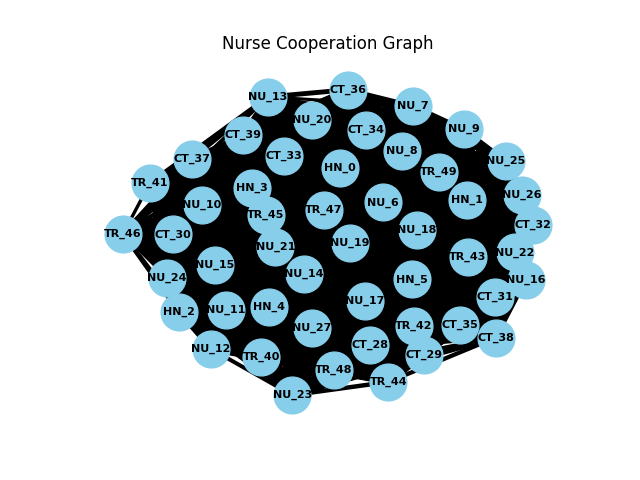 Nurse Cooperation Graph
CT_36
NU_13
NU_7
NU_20
NU_9
CT_34
CT_39
NU_8
CT_33
CT_37
NU_25
HN_0
TR_49
TR_41
HN_3
NU_26
HN_1
NU_6
NU_10
TR_47
TR_45
CT_32
NU_18
TR_46
CT_30
NU_19
NU_21
NU_22
TR_43
NU_15
NU_14
NU_24
HN_5
NU_16
CT_31
NU_17
HN_4
NU_11
HN_2
CT_35
TR_42
NU_27
CT_38
CT_28
NU_12
CT_29
TR_40
TR_48
TR_44
NU_23